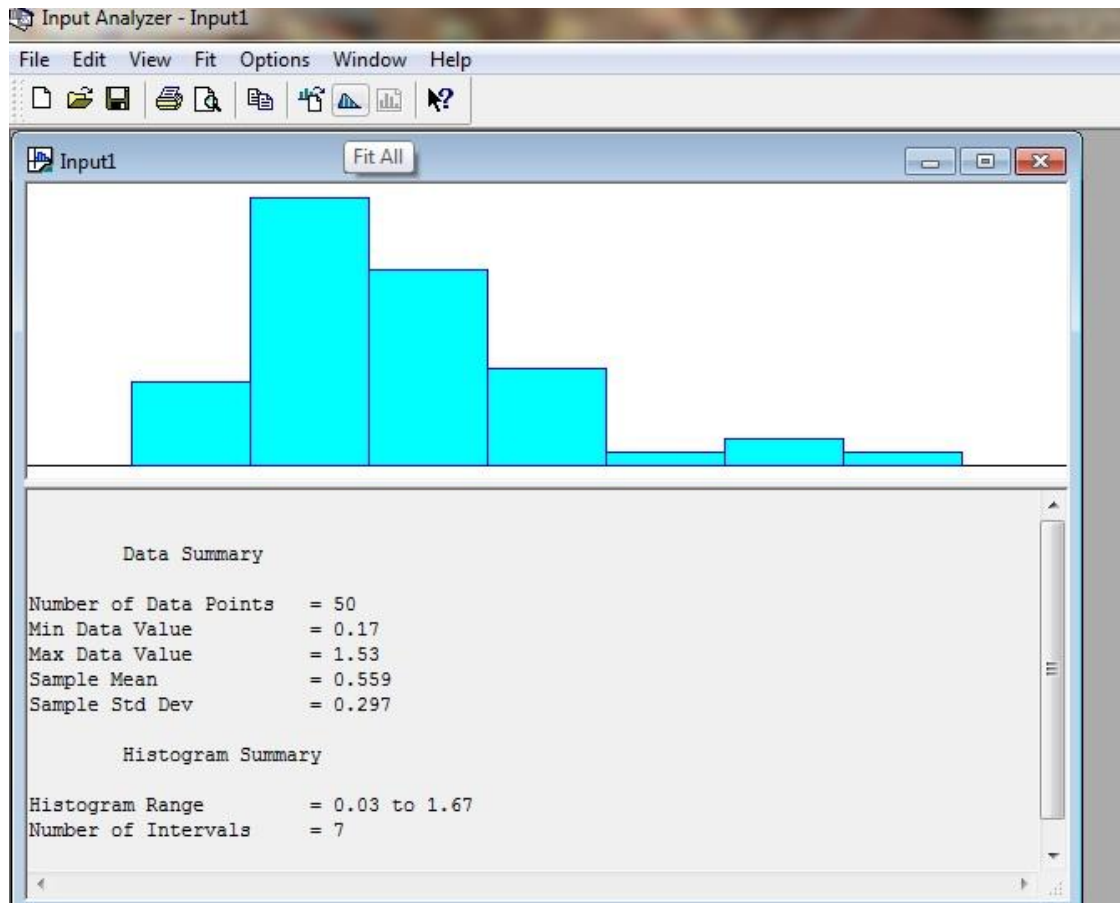 Input Analyzer - Input1
File Edit View Fit Options Window Help
Input1
Fit All
Data Summary
Number of Data Points = 50
Min Data Value = 0.17
Max Data Value = 1.53
Sample Mean = 0.559
Sample Std Dev = 0.297
Histogram Summary
Histogram Range = 0.03 to 1.67
Number of Intervals = 7